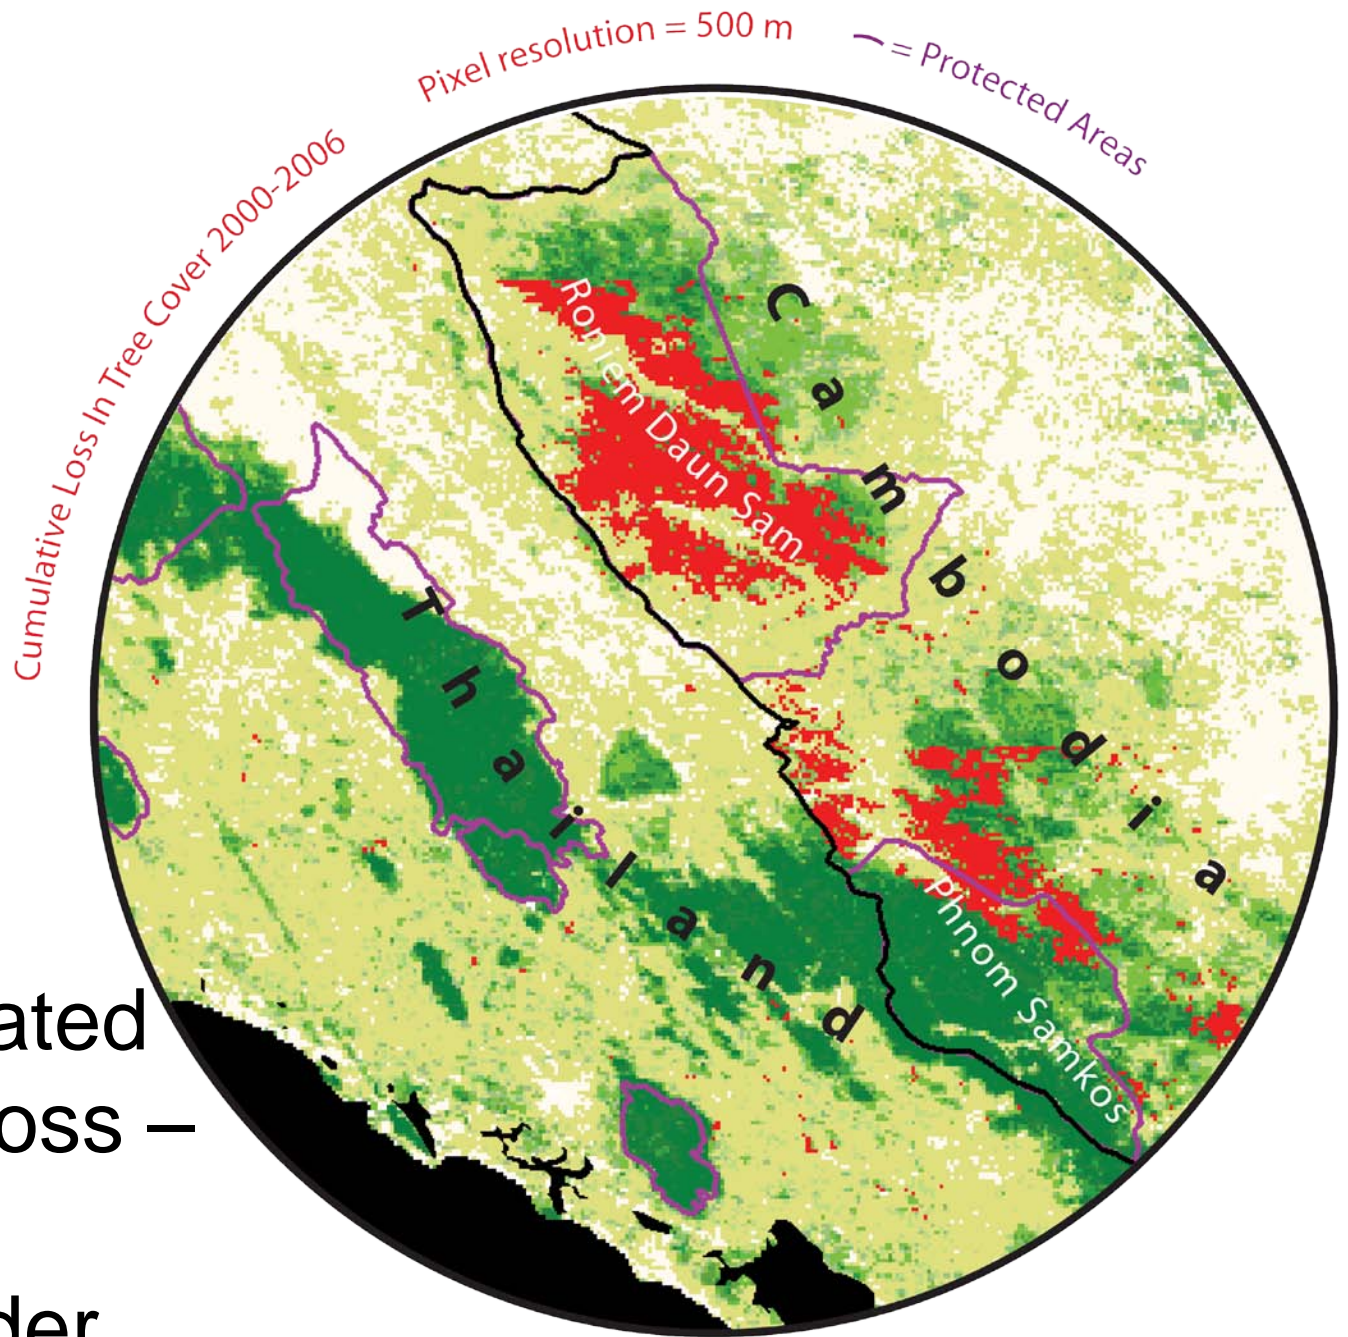 Pixel resolution = 500 m
= Protected Areas
Cumulative Loss In Tree Cover 2000-2006
Cambodia
Roniem Daun Sam
Thailand
Phnom Samkos
ated
oss –
der